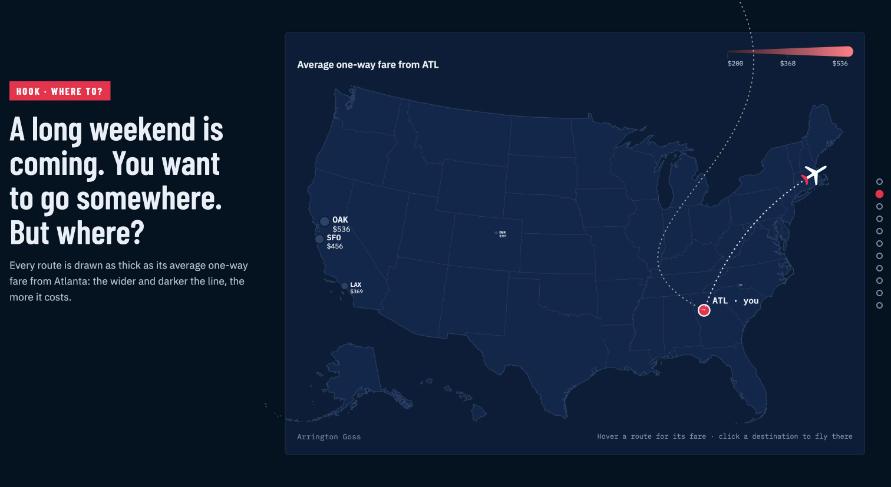 HOOK · WHERE TO?
A long weekend is
coming. You want
to go somewhere.
But where?
Every route is drawn as thick as its average one-way
fare from Atlanta: the wider and darker the line, the
more it costs.
Average one-way fare from ATL
$200 $368 $536
OAK
$536
SFO
$456
LAX
$369
ATL · you
Arrington Goss
Hover a route for its fare · click a destination to fly there